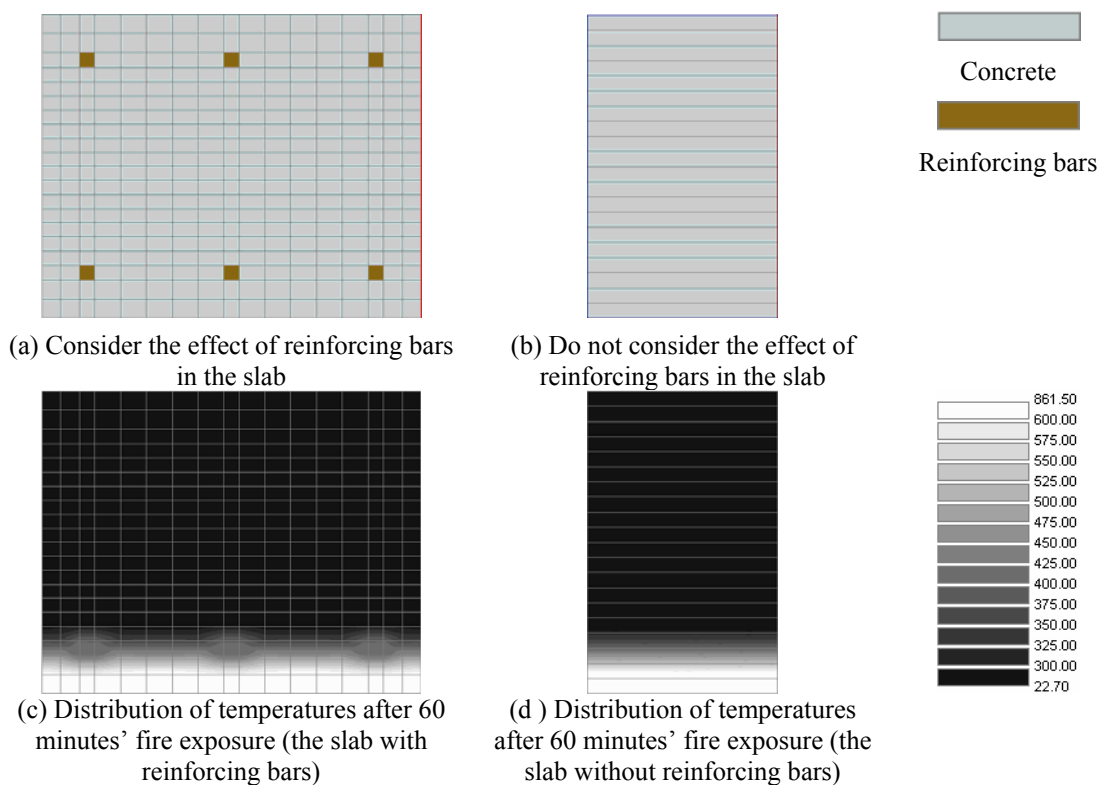 Concrete
Reinforcing bars
(a) Consider the effect of reinforcing bars
in the slab
(b) Do not consider the effect of
reinforcing bars in the slab
861.50
600.00
575.00
550.00
525.00
500.00
475.00
450.00
425.00
400.00
375.00
350.00
325.00
300.00
22.70
(c) Distribution of temperatures after 60
minutes’ fire exposure (the slab with
reinforcing bars)
(d ) Distribution of temperatures
after 60 minutes’ fire exposure (the
slab without reinforcing bars)